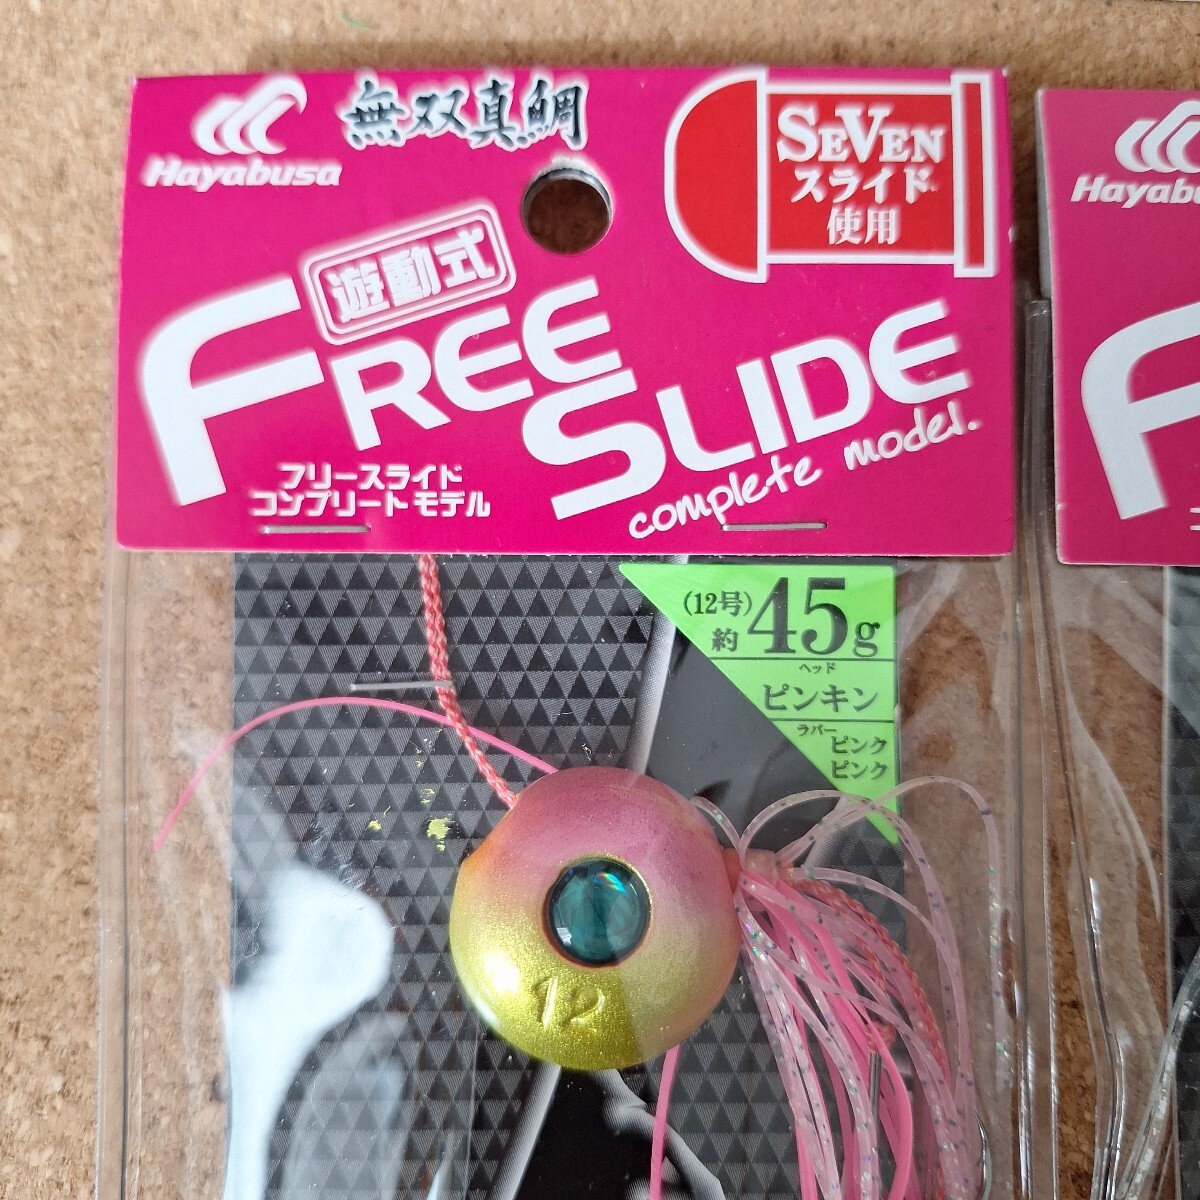 Hayabusa
無双真鯛
SEVEN
スライド
使用
遊動式
FREE
SLIDE
complete model.
フリースライド
コンプリートモデル
(12号)
約45g
ヘッド
ピンキン
ラバー
ピンク
ピンク
12
Hayabu
F